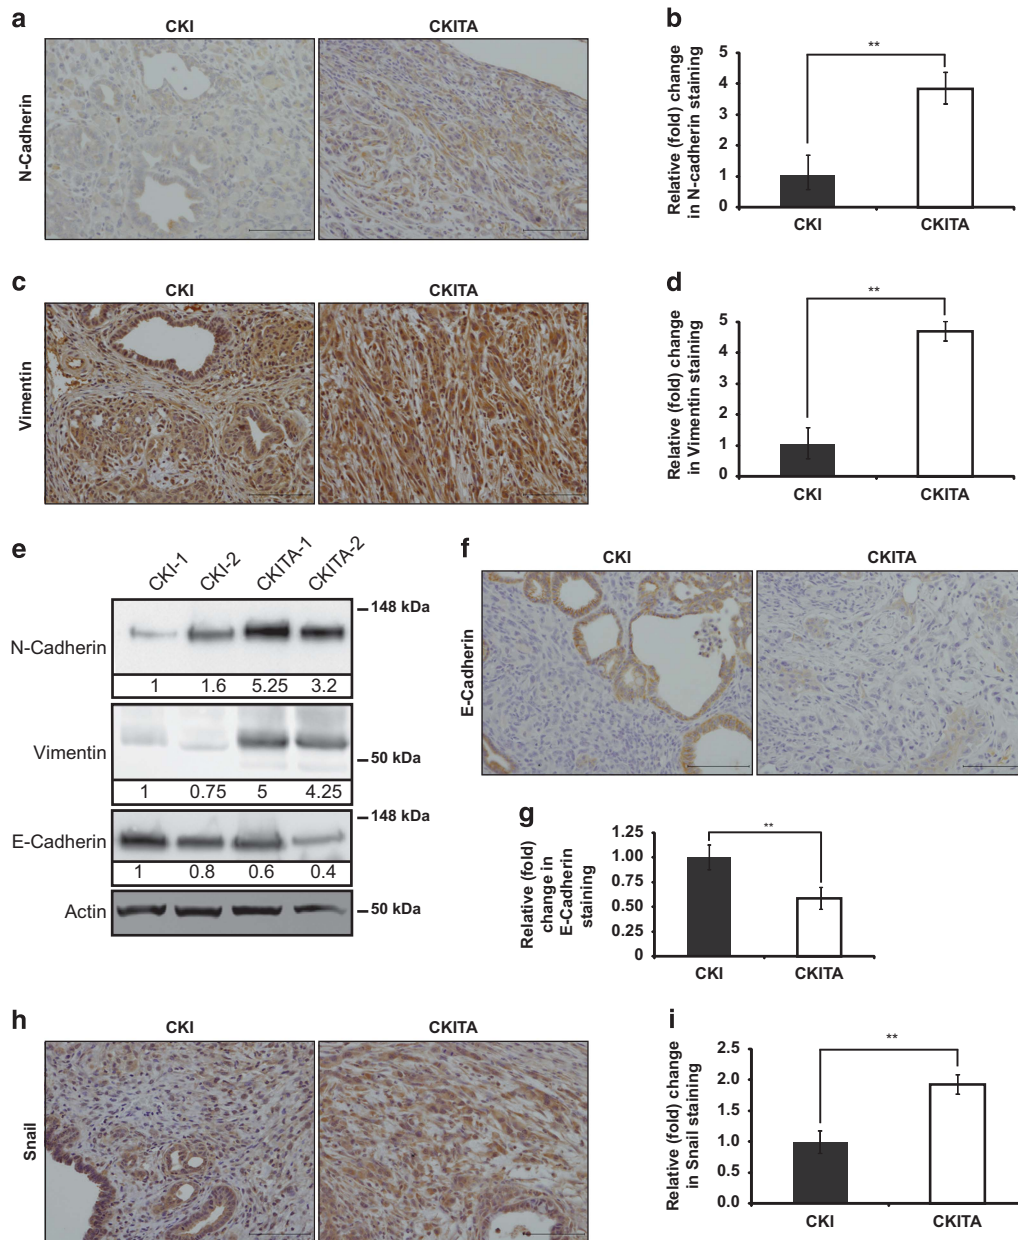 a
CKI
CKITA
N-Cadherin
b
Relative (fold) change
in N-cadherin staining
5
4
3
2
1
0
**
CKI
CKITA
c
CKI
CKITA
Vimentin
d
Relative (fold) change
in Vimentin staining
5
4
3
2
1
0
**
CKI
CKITA
e
CKI-1
CKI-2
CKITA-1
CKITA-2
N-Cadherin
148 kDa
1 1.6 5.25 3.2
Vimentin
50 kDa
1 0.75 5 4.25
E-Cadherin
148 kDa
1 0.8 0.6 0.4
Actin
50 kDa
f
CKI
CKITA
E-Cadherin
g
Relative (fold)
change in
E-Cadherin
staining
1.25
1.00
0.75
0.50
0.25
0
**
CKI
CKITA
h
CKI
CKITA
Snail
i
Relative (fold) change
in Snail staining
2.5
2.0
1.5
1.0
0.5
0.0
**
CKI
CKITA